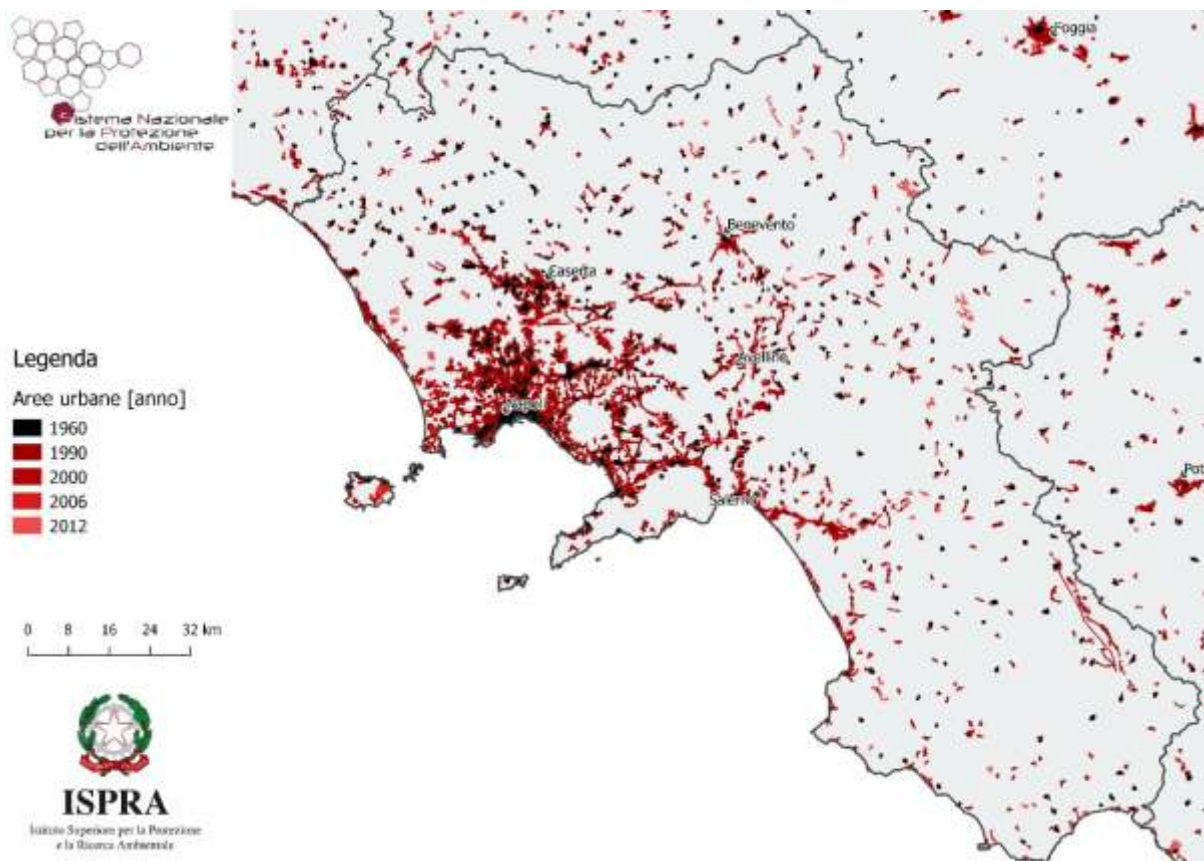 Sistema Nazionale
per la Protezione
dell'Ambiente
Foggia
Benevento
Caserta
Avellino
Napoli
Salerno
Pot
Legenda
Aree urbane [anno]
1960
1990
2000
2006
2012
0 8 16 24 32 km
ISPRA
Istituto Superiore per la Protezione
e la Ricerca Ambientale